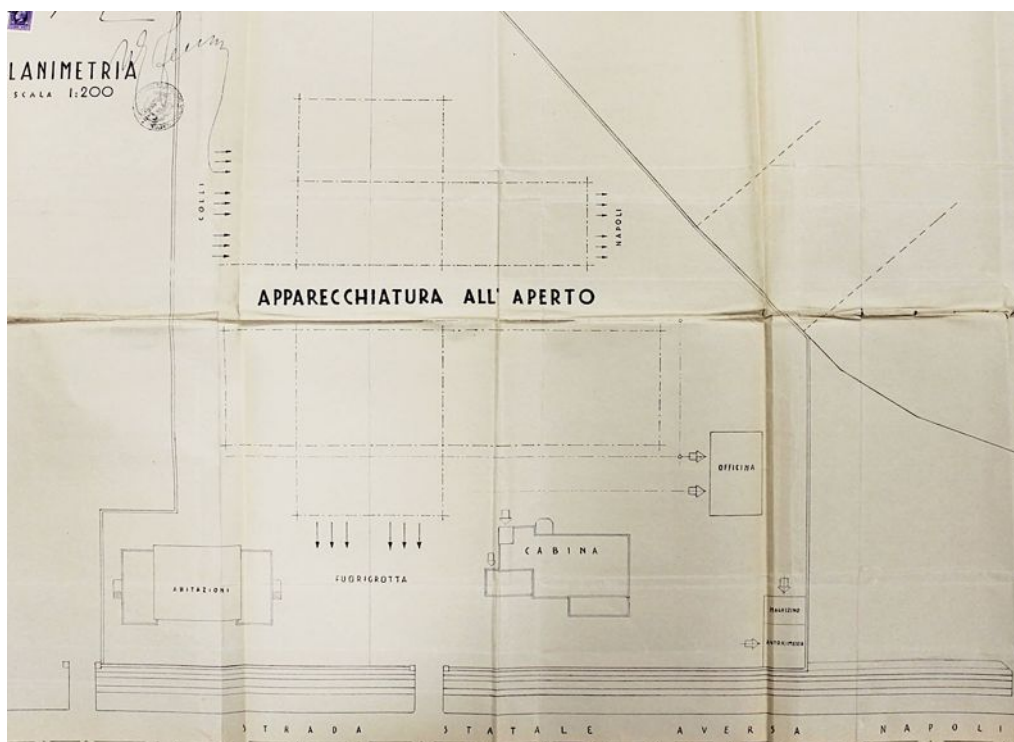 LANIMETRIA
SCALA 1:200
COLLI
NAPOLI
APPARECCHIATURA ALL'APERTO
OFFICINA
CABINA
FUORIGROTTA
ABITAZIONI
MAGAZZINO
AUTORIMESSA
STRADA STATALE AVERSA NAPOLI